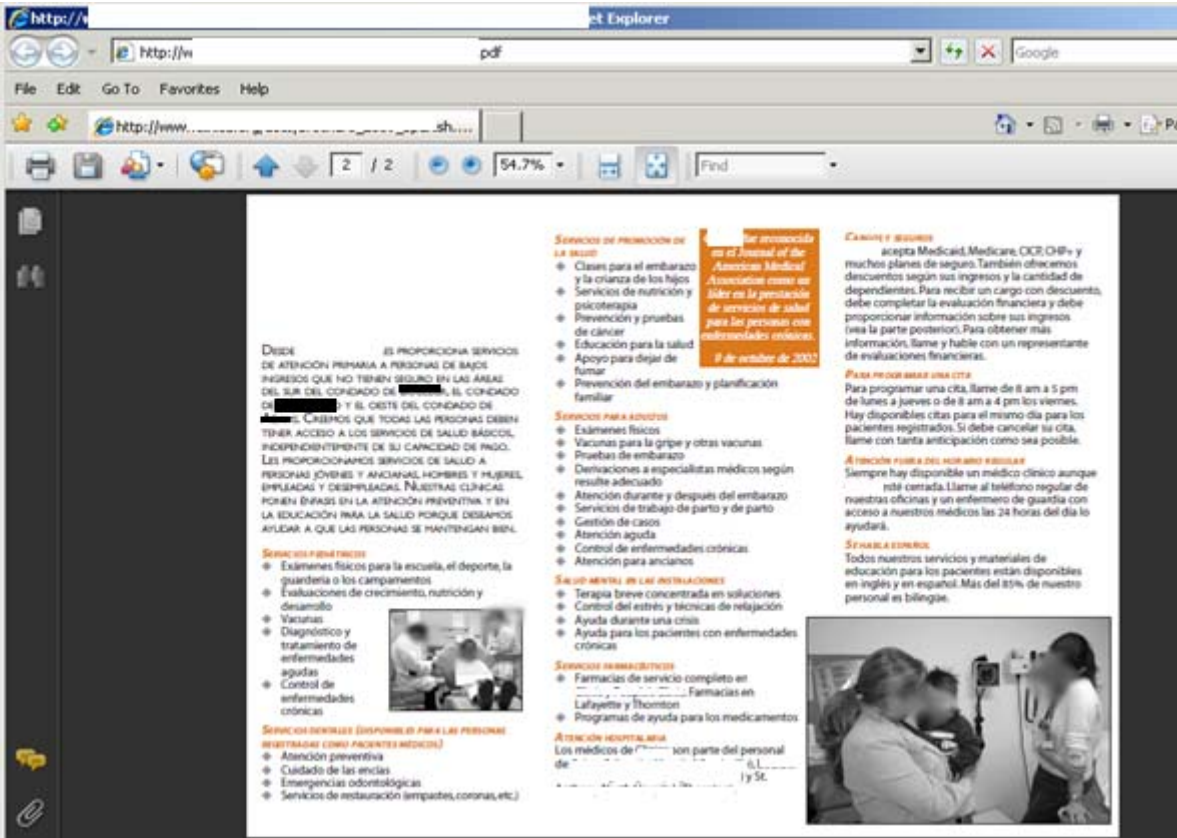 http://
et Explorer
http://w
pdf
Google
File Edit Go To Favorites Help
http://www.
sh....
2 / 2
54.7%
Find
DESDE ES PROPORCIONA SERVICIOS
DE ATENCIÓN PRIMARIA A PERSONAS DE BAJOS
INGRESOS QUE NO TIENEN SEGURO EN LAS ÁREAS
DEL SUR DEL CONDADO DE EL CONDADO
DE Y EL OESTE DEL CONDADO DE
CREEMOS QUE TODAS LAS PERSONAS DEBEN
TENER ACCESO A LOS SERVICIOS DE SALUD BÁSICOS,
INDEPENDIENTEMENTE DE SU CAPACIDAD DE PAGO.
LES PROPORCIONAMOS SERVICIOS DE SALUD A
PERSONAS JÓVENES Y ANCIANAS, HOMBRES Y MUJERES,
EMPLEADAS Y DESEMPLEADAS. NUESTRAS CLÍNICAS
PONEN ÉNFASIS EN LA ATENCIÓN PREVENTIVA Y EN
LA EDUCACIÓN PARA LA SALUD PORQUE DESEAMOS
AYUDAR A QUE LAS PERSONAS SE MANTENGAN BIEN.
SERVICIOS PEDIÁTRICOS
Exámenes físicos para la escuela, el deporte, la
guardería o los campamentos
Evaluaciones de crecimiento, nutrición y
desarrollo
Vacunas
Diagnóstico y
tratamiento de
enfermedades
agudas
Control de
enfermedades
crónicas
SERVICIOS DENTALES (DISPONIBLES PARA LAS PERSONAS
REGISTRADAS COMO PACIENTES MÉDICOS)
Atención preventiva
Cuidado de las encías
Emergencias odontológicas
Servicios de restauración (empastes, coronas, etc.)
SERVICIOS DE PROMOCIÓN DE
LA SALUD
Clases para el embarazo
y la crianza de los hijos
Servicios de nutrición y
psicoterapia
Prevención y pruebas
de cáncer
Educación para la salud
Apoyo para dejar de
fumar
Prevención del embarazo y planificación
familiar
fue reconocida
en el Journal of the
American Medical
Association como un
líder en la prestación
de servicios de salud
para las personas con
enfermedades crónicas.
9 de octubre de 2002
SERVICIOS PARA ADULTOS
Exámenes físicos
Vacunas para la gripe y otras vacunas
Pruebas de embarazo
Derivaciones a especialistas médicos según
resulte adecuado
Atención durante y después del embarazo
Servicios de trabajo de parto y de parto
Gestión de casos
Atención aguda
Control de enfermedades crónicas
Atención para ancianos
SALUD MENTAL EN LAS INSTALACIONES
Terapia breve concentrada en soluciones
Control del estrés y técnicas de relajación
Ayuda durante una crisis
Ayuda para los pacientes con enfermedades
crónicas
SERVICIOS FARMACÉUTICOS
Farmacias de servicio completo en
Farmacias en
Lafayette y Thornton
Programas de ayuda para los medicamentos
ATENCIÓN HOSPITALARIA
Los médicos de son parte del personal
de
y St.
CARGOS Y SEGUROS
acepta Medicaid, Medicare, CICP, CHP+ y
muchos planes de seguro. También ofrecemos
descuentos según sus ingresos y la cantidad de
dependientes. Para recibir un cargo con descuento,
debe completar la evaluación financiera y debe
proporcionar información sobre sus ingresos
(vea la parte posterior). Para obtener más
información, llame y hable con un representante
de evaluaciones financieras.
PARA PROGRAMAR UNA CITA
Para programar una cita, llame de 8 am a 5 pm
de lunes a jueves o de 8 am a 4 pm los viernes.
Hay disponibles citas para el mismo día para los
pacientes registrados. Si debe cancelar su cita,
llame con tanta anticipación como sea posible.
ATENCIÓN FUERA DEL HORARIO REGULAR
Siempre hay disponible un médico clínico aunque
esté cerrada. Llame al teléfono regular de
nuestras oficinas y un enfermero de guardia con
acceso a nuestros médicos las 24 horas del día lo
ayudará.
SE HABLA ESPAÑOL
Todos nuestros servicios y materiales de
educación para los pacientes están disponibles
en inglés y en español. Más del 85% de nuestro
personal es bilingüe.